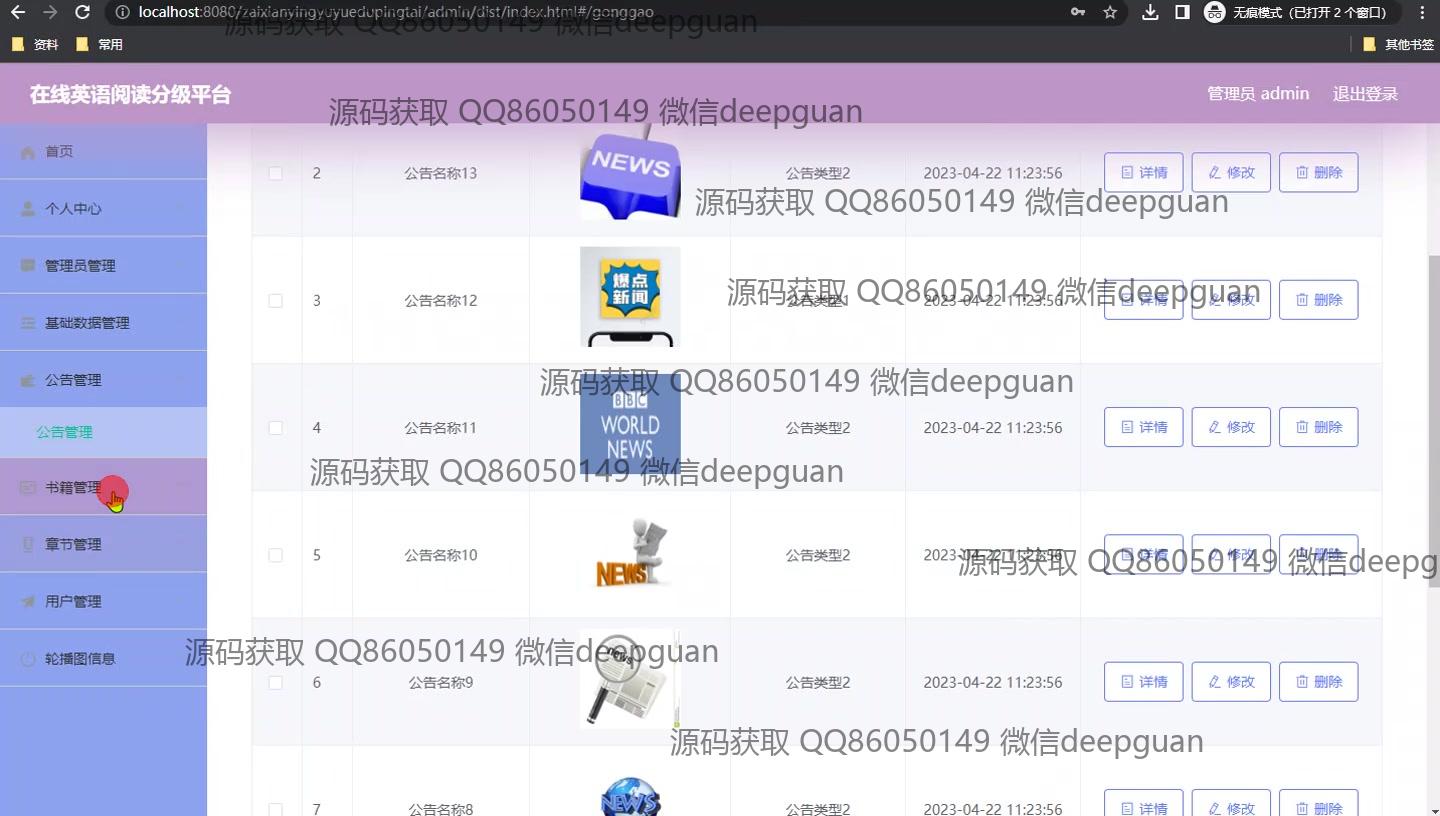 localhost:8080/zaixianyingyuyuedupingtai/admin/dist/index.html#/gonggao
无痕模式（已打开 2 个窗口）
源码获取 QQ86050149 微信deepguan
资料 常用 其他书签
在线英语阅读分级平台 管理员 admin 退出登录
源码获取 QQ86050149 微信deepguan
首页
个人中心
管理员管理
基础数据管理
公告管理
公告管理
书籍管理
章节管理
用户管理
轮播图信息
2 公告名称13 NEWS 公告类型2 2023-04-22 11:23:56 详情 修改 删除
源码获取 QQ86050149 微信deepguan
3 公告名称12 爆点 新闻 公告类型1 2023-04-22 11:23:56 详情 修改 删除
源码获取 QQ86050149 微信deepguan
源码获取 QQ86050149 微信deepguan
4 公告名称11 BBC WORLD NEWS 公告类型2 2023-04-22 11:23:56 详情 修改 删除
源码获取 QQ86050149 微信deepguan
5 公告名称10 NEWS 公告类型2 2023-04-22 11:23:56 详情 修改 删除
源码获取 QQ86050149 微信deepg
源码获取 QQ86050149 微信deepguan
6 公告名称9 news 公告类型2 2023-04-22 11:23:56 详情 修改 删除
源码获取 QQ86050149 微信deepguan
7 公告名称8 NEWS 公告类型2 2023-04-22 11:23:56 详情 修改 删除